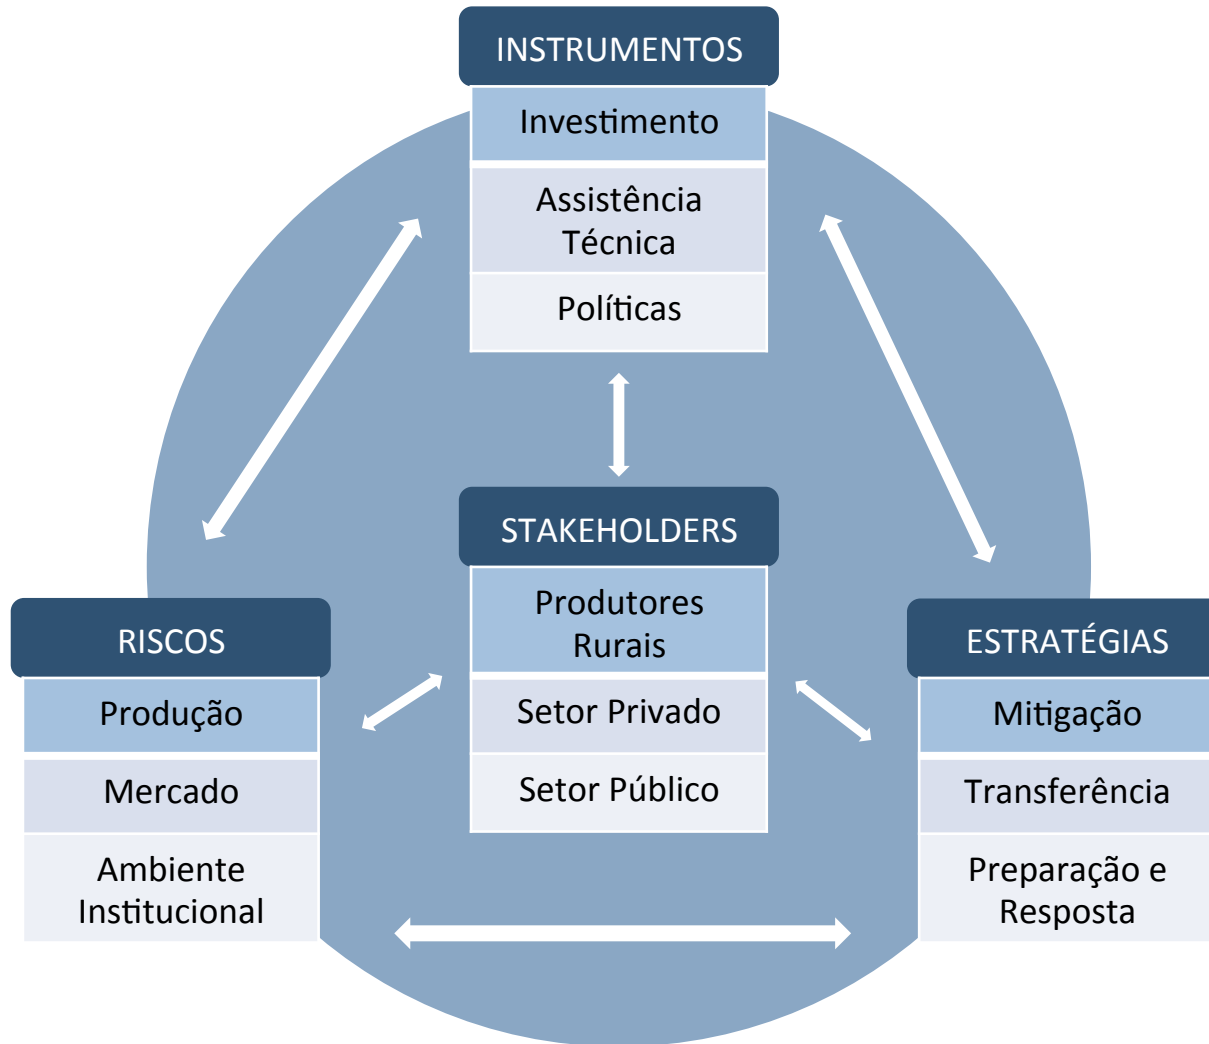 INSTRUMENTOS
Investimento
Assistência
Técnica
Políticas
STAKEHOLDERS
Produtores
Rurais
Setor Privado
Setor Público
RISCOS
Produção
Mercado
Ambiente
Institucional
ESTRATÉGIAS
Mitigação
Transferência
Preparação e
Resposta